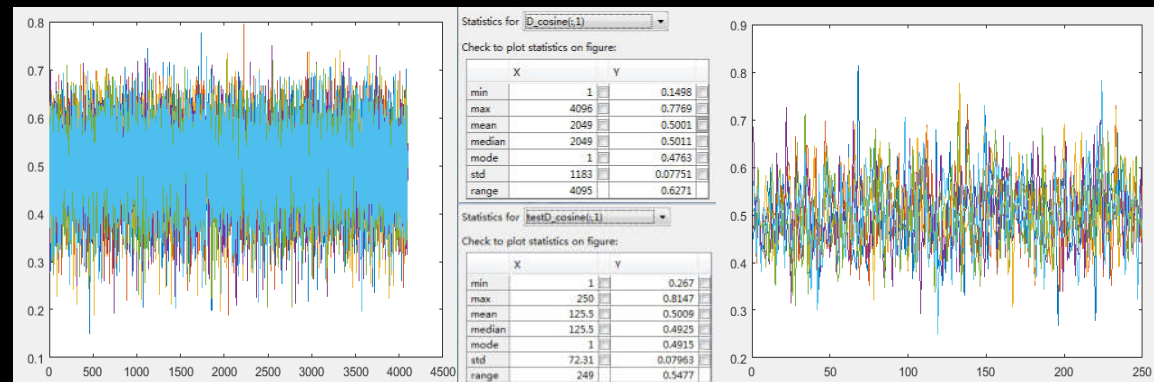 0.8
0.7
0.6
0.5
0.4
0.3
0.2
0.1
0 500 1000 1500 2000 2500 3000 3500 4000 4500
Statistics for D_cosine(:,1)
Check to plot statistics on figure:
X Y
min 1 0.1498
max 4096 0.7769
mean 2049 0.5001
median 2049 0.5011
mode 1 0.4763
std 1183 0.07751
range 4095 0.6271
Statistics for testD_cosine(:,1)
Check to plot statistics on figure:
X Y
min 1 0.267
max 250 0.8147
mean 125.5 0.5009
median 125.5 0.4925
mode 1 0.4915
std 72.31 0.07963
range 249 0.5477
0.9
0.8
0.7
0.6
0.5
0.4
0.3
0.2
0 50 100 150 200 250